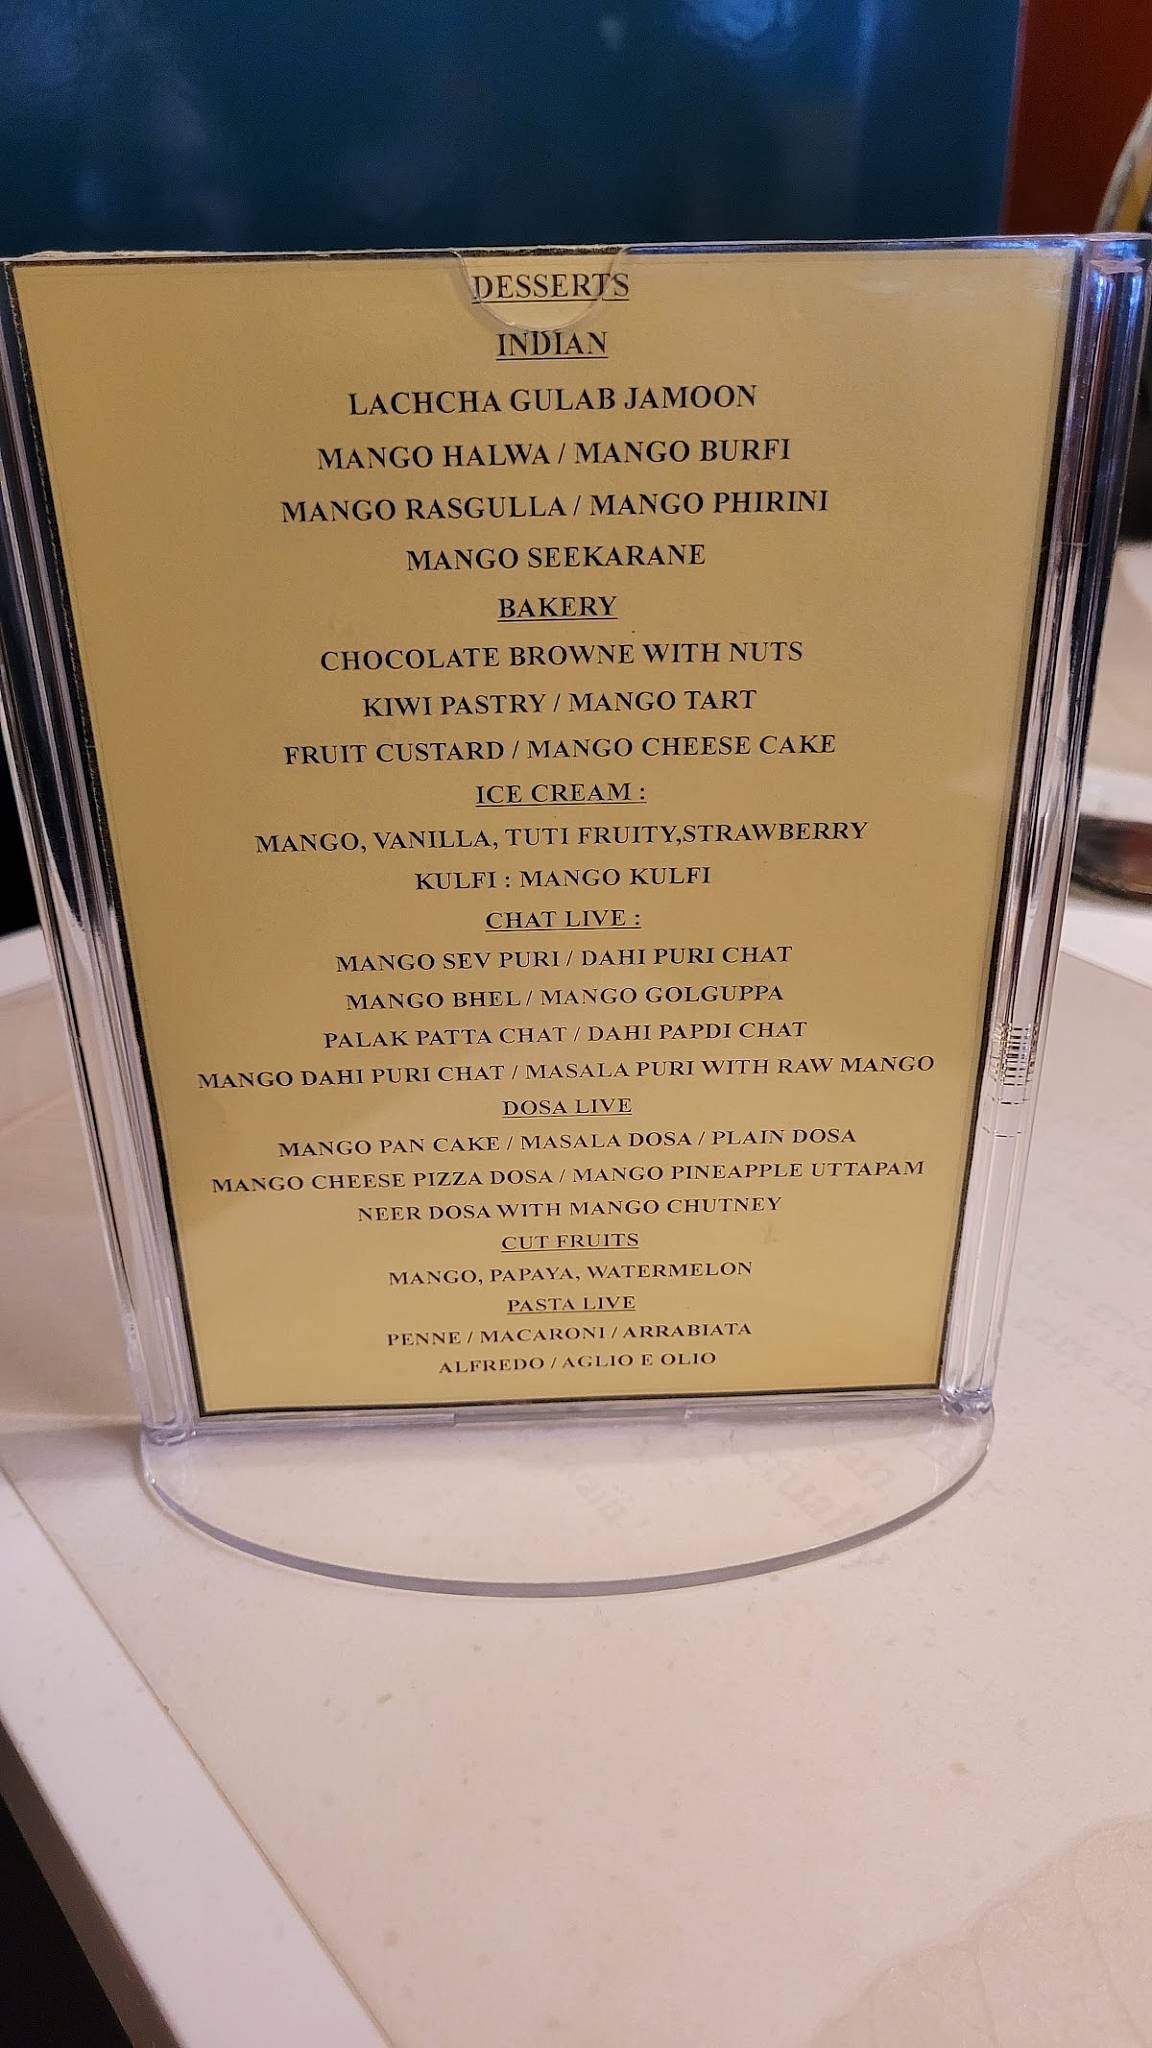 DESSERTS
INDIAN
LACHCHA GULAB JAMOON
MANGO HALWA / MANGO BURFI
MANGO RASGULLA / MANGO PHIRINI
MANGO SEEKARANE
BAKERY
CHOCOLATE BROWNE WITH NUTS
KIWI PASTRY / MANGO TART
FRUIT CUSTARD / MANGO CHEESE CAKE
ICE CREAM :
MANGO, VANILLA, TUTI FRUITY,STRAWBERRY
KULFI : MANGO KULFI
CHAT LIVE :
MANGO SEV PURI / DAHI PURI CHAT
MANGO BHEL / MANGO GOLGUPPA
PALAK PATTA CHAT / DAHI PAPDI CHAT
MANGO DAHI PURI CHAT / MASALA PURI WITH RAW MANGO
DOSA LIVE
MANGO PAN CAKE / MASALA DOSA / PLAIN DOSA
MANGO CHEESE PIZZA DOSA / MANGO PINEAPPLE UTTAPAM
NEER DOSA WITH MANGO CHUTNEY
CUT FRUITS
MANGO, PAPAYA, WATERMELON
PASTA LIVE
PENNE / MACARONI / ARRABIATA
ALFREDO / AGLIO E OLIO